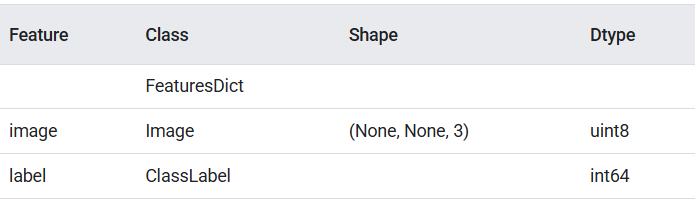 Feature Class Shape Dtype
FeaturesDict
image Image (None, None, 3) uint8
label ClassLabel int64